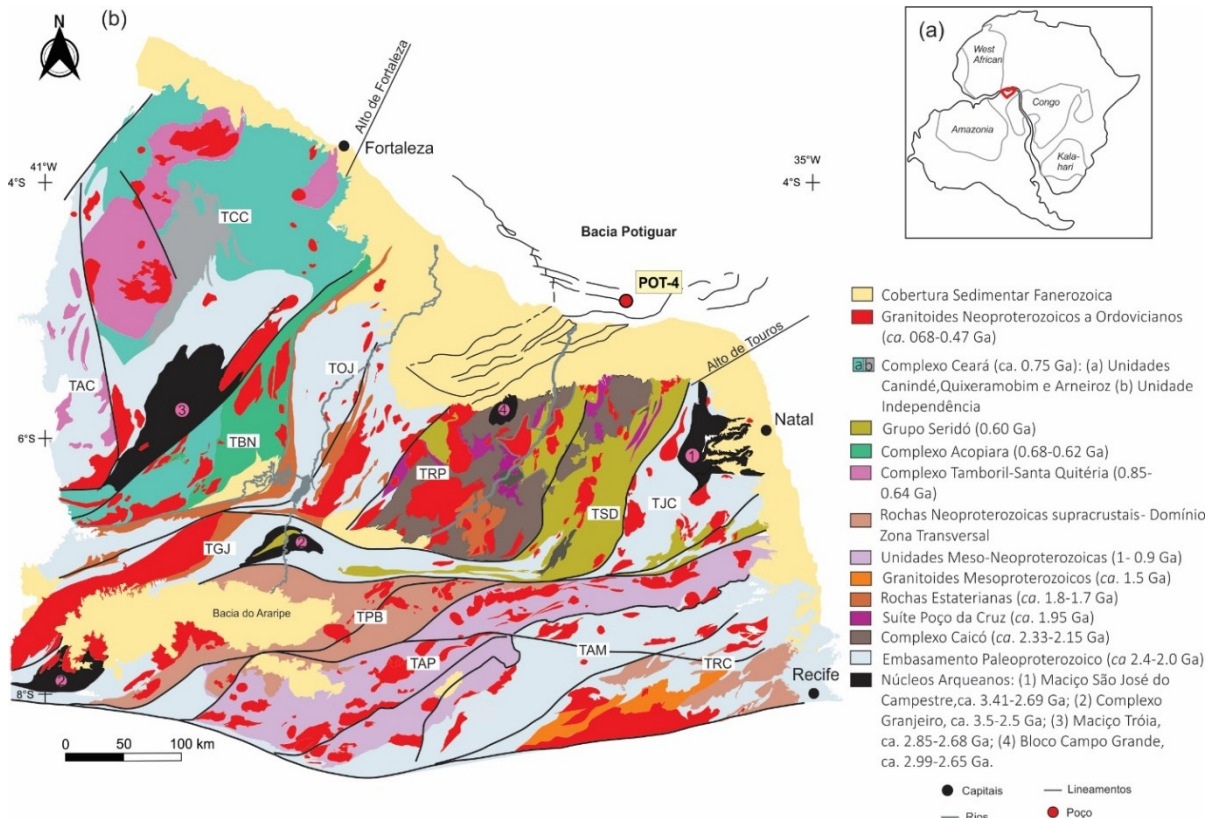 N
(b)
(a)
Alto de Fortaleza
Fortaleza
41°W
4°S
35°W
4°S
West
African
Congo
Amazonia
Kala-
hari
TCC
Bacia Potiguar
POT-4
Alto de Touros
TAC
TOJ
3
4
6°S
Natal
TBN
1
TRP
TSD
TJC
TGJ
2
Bacia do Araripe
TPB
TAP
TAM
TRC
Recife
2
8°S
0 50 100 km
Cobertura Sedimentar Fanerozoica
Granitoides Neoproterozoicos a Ordovicianos
(ca. 068-0.47 Ga)
a b
Complexo Ceará (ca. 0.75 Ga): (a) Unidades
Canindé,Quixeramobim e Arneiroz (b) Unidade
Independência
Grupo Seridó (0.60 Ga)
Complexo Acopiara (0.68-0.62 Ga)
Complexo Tamboril-Santa Quitéria (0.85-
0.64 Ga)
Rochas Neoproterozoicas supracrustais- Domínio
Zona Transversal
Unidades Meso-Neoproterozoicas (1- 0.9 Ga)
Granitoides Mesoproterozoicos (ca. 1.5 Ga)
Rochas Estaterianas (ca. 1.8-1.7 Ga)
Suíte Poço da Cruz (ca. 1.95 Ga)
Complexo Caicó (ca. 2.33-2.15 Ga)
Embasamento Paleoproterozoico (ca 2.4-2.0 Ga)
Núcleos Arqueanos: (1) Maciço São José do
Campestre,ca. 3.41-2.69 Ga; (2) Complexo
Granjeiro, ca. 3.5-2.5 Ga; (3) Maciço Tróia,
ca. 2.85-2.68 Ga; (4) Bloco Campo Grande,
ca. 2.99-2.65 Ga.
Capitais
Lineamentos
Rios
Poço